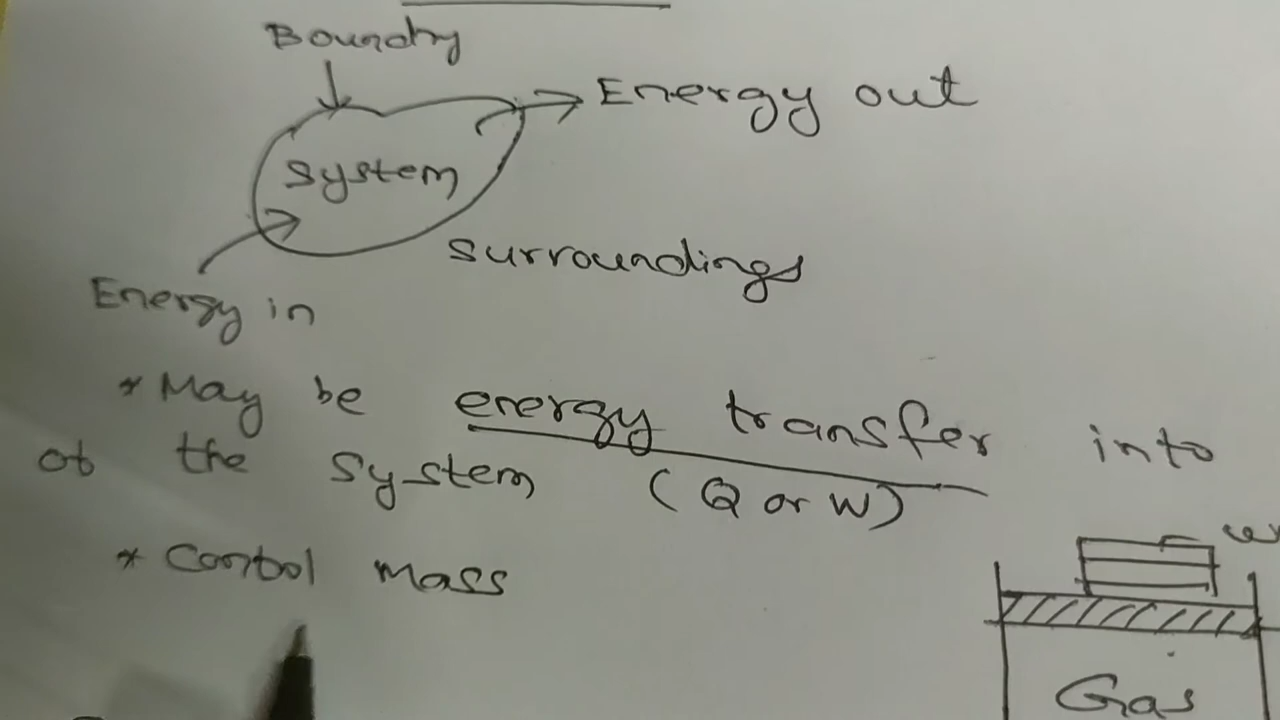 Boundry
Energy out
System
Surroundings
Energy in
* May be energy transfer into
of the System (Q or W)
* Control mass
Gas